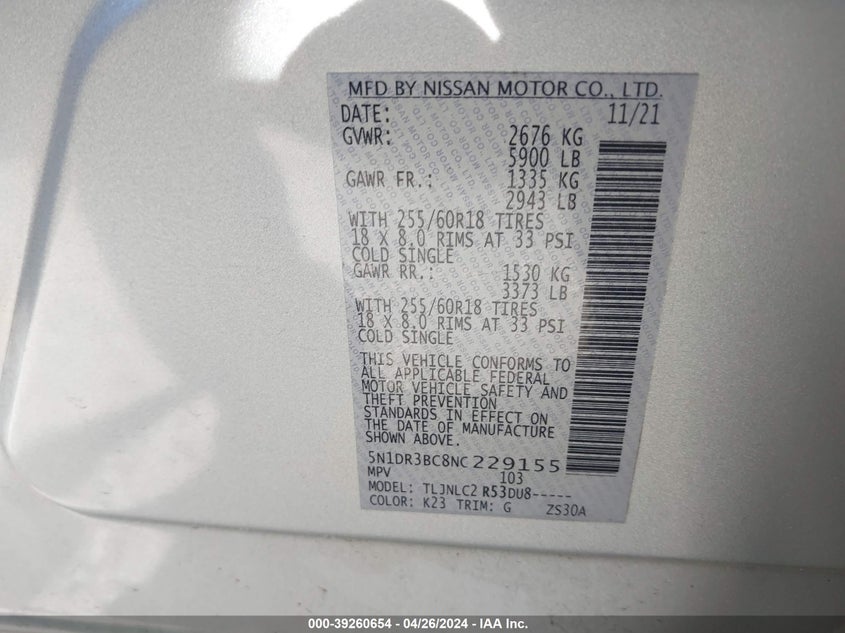 MFD BY NISSAN MOTOR CO., LTD.
DATE: 11/21
GVWR: 2676 KG
5900 LB
GAWR FR.: 1335 KG
2943 LB
WITH 255/60R18 TIRES
18 X 8.0 RIMS AT 33 PSI
COLD SINGLE
GAWR RR.: 1530 KG
3373 LB
WITH 255/60R18 TIRES
18 X 8.0 RIMS AT 33 PSI
COLD SINGLE
THIS VEHICLE CONFORMS TO
ALL APPLICABLE FEDERAL
MOTOR VEHICLE SAFETY AND
THEFT PREVENTION
STANDARDS IN EFFECT ON
THE DATE OF MANUFACTURE
SHOWN ABOVE.
5N1DR3BC8NC229155
MPV 103
MODEL: TLJNLC2 R53DU8-----
COLOR: K23 TRIM: G ZS30A
000-39260654 - 04/26/2024 - IAA Inc.